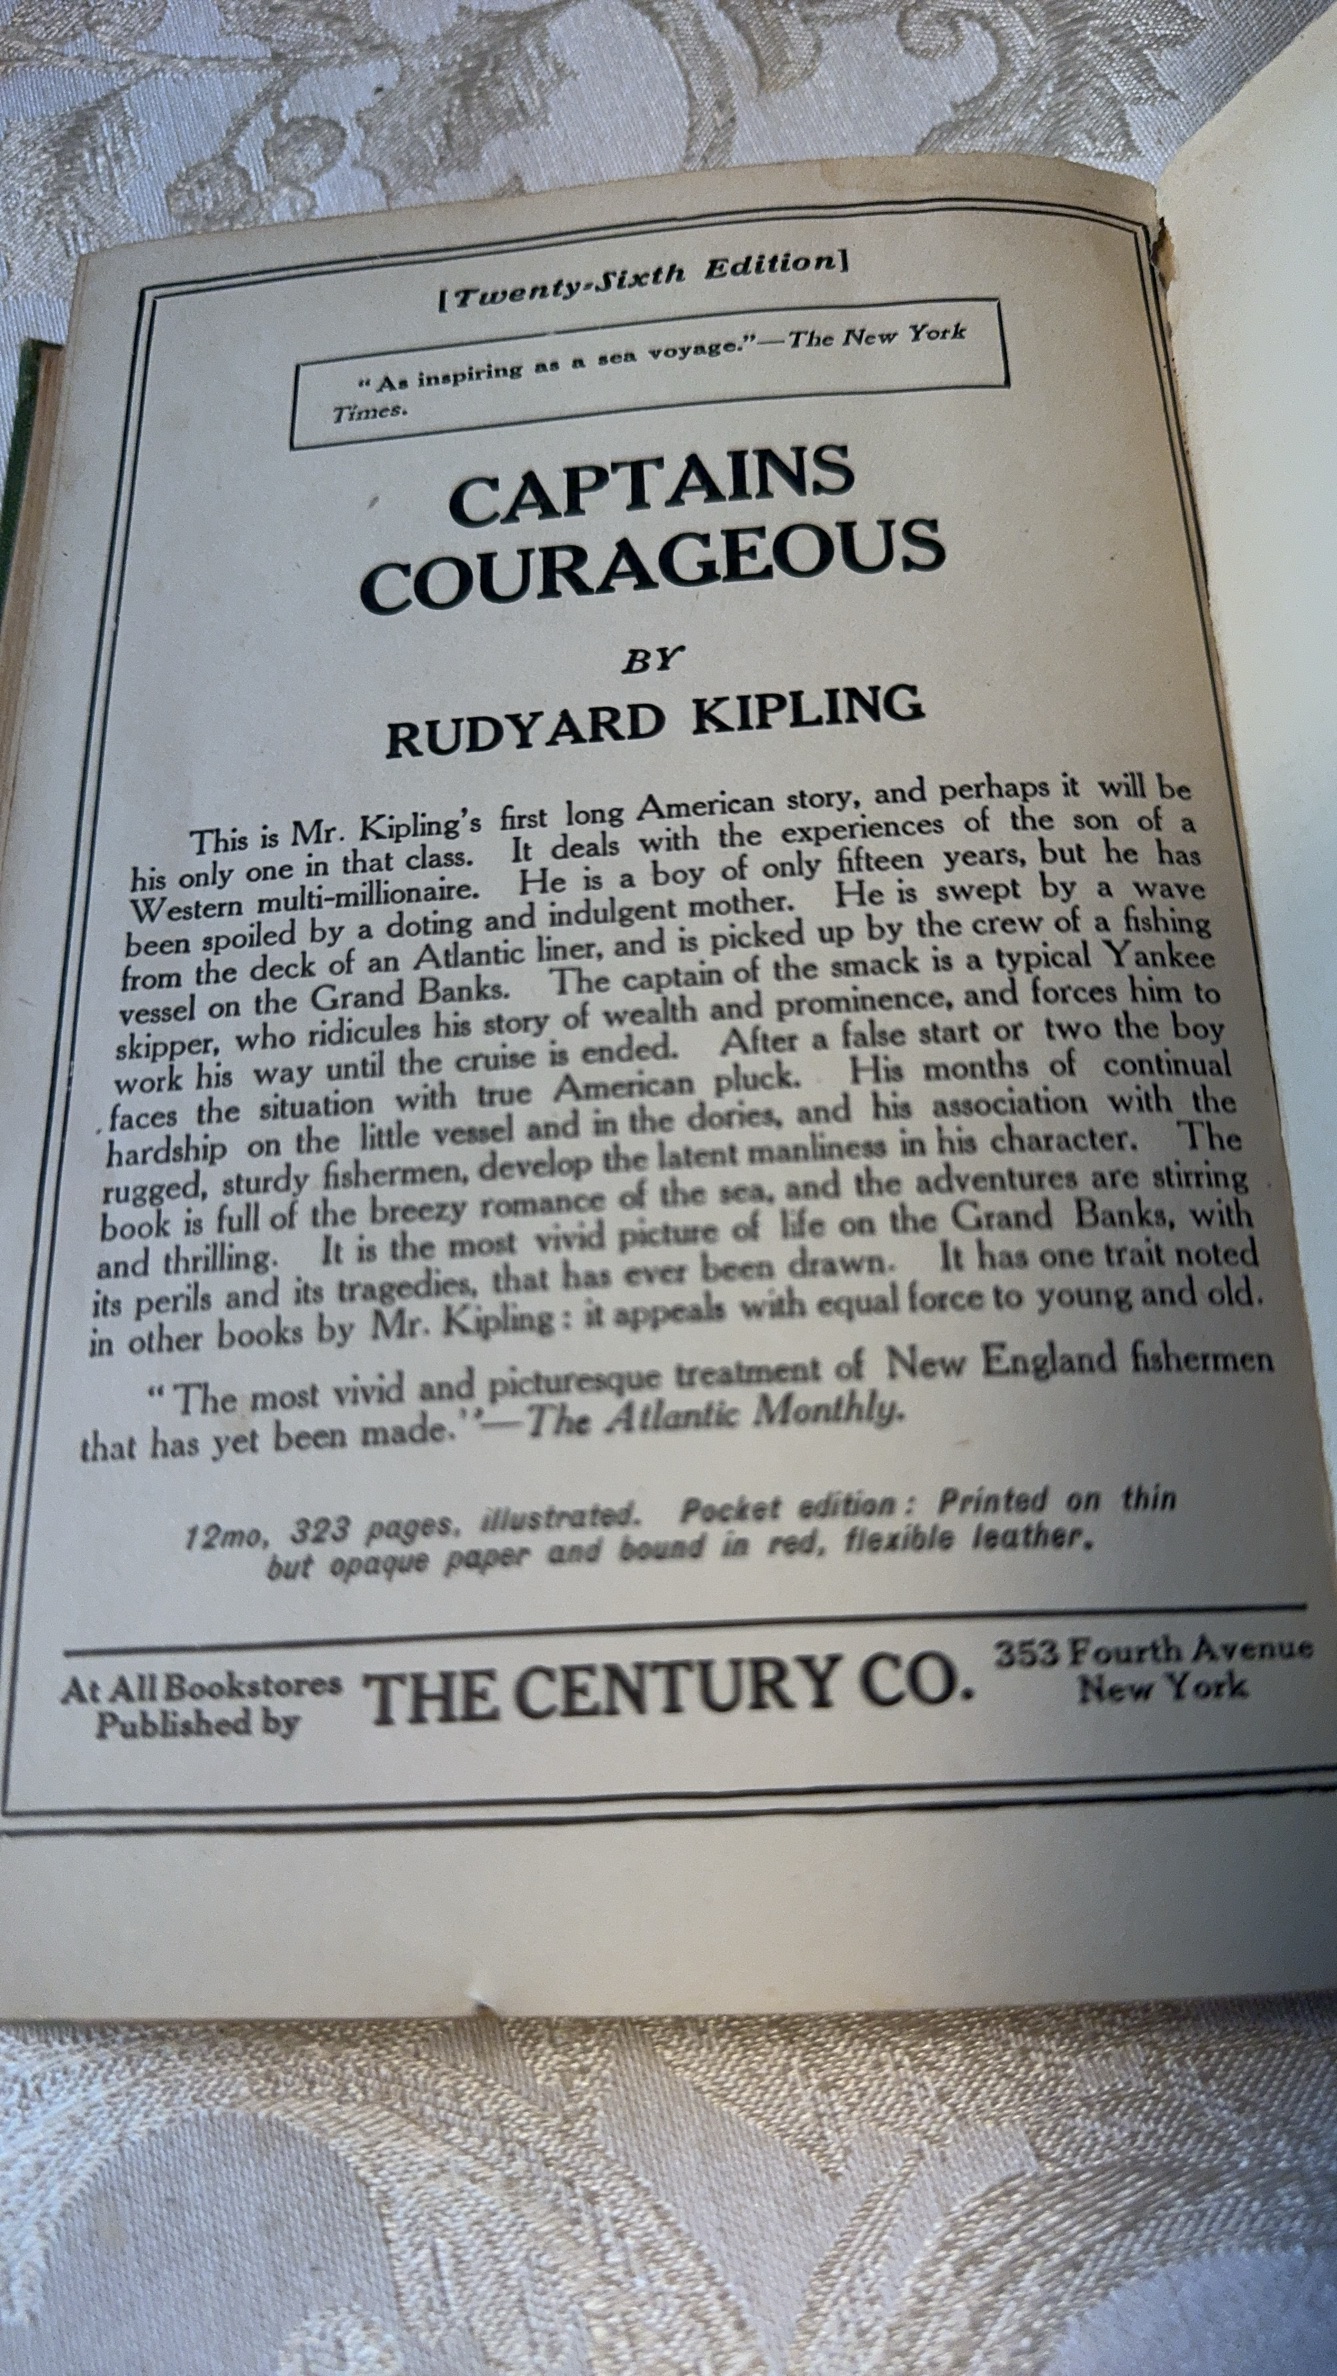 [Twenty-Sixth Edition]
"As inspiring as a sea voyage."—The New York
Times.
CAPTAINS
COURAGEOUS
BY
RUDYARD KIPLING
This is Mr. Kipling's first long American story, and perhaps it will be
his only one in that class. It deals with the experiences of the son of a
Western multi-millionaire. He is a boy of only fifteen years, but he has
been spoiled by a doting and indulgent mother. He is swept by a wave
from the deck of an Atlantic liner, and is picked up by the crew of a fishing
vessel on the Grand Banks. The captain of the smack is a typical Yankee
skipper, who ridicules his story of wealth and prominence, and forces him to
work his way until the cruise is ended. After a false start or two the boy
faces the situation with true American pluck. His months of continual
hardship on the little vessel and in the dories, and his association with the
rugged, sturdy fishermen, develop the latent manliness in his character. The
book is full of the breezy romance of the sea, and the adventures are stirring
and thrilling. It is the most vivid picture of life on the Grand Banks, with
its perils and its tragedies, that has ever been drawn. It has one trait noted
in other books by Mr. Kipling: it appeals with equal force to young and old.
"The most vivid and picturesque treatment of New England fishermen
that has yet been made."—The Atlantic Monthly.
12mo, 323 pages, illustrated. Pocket edition: Printed on thin
but opaque paper and bound in red, flexible leather.
At All Bookstores
Published by
THE CENTURY CO.
353 Fourth Avenue
New York